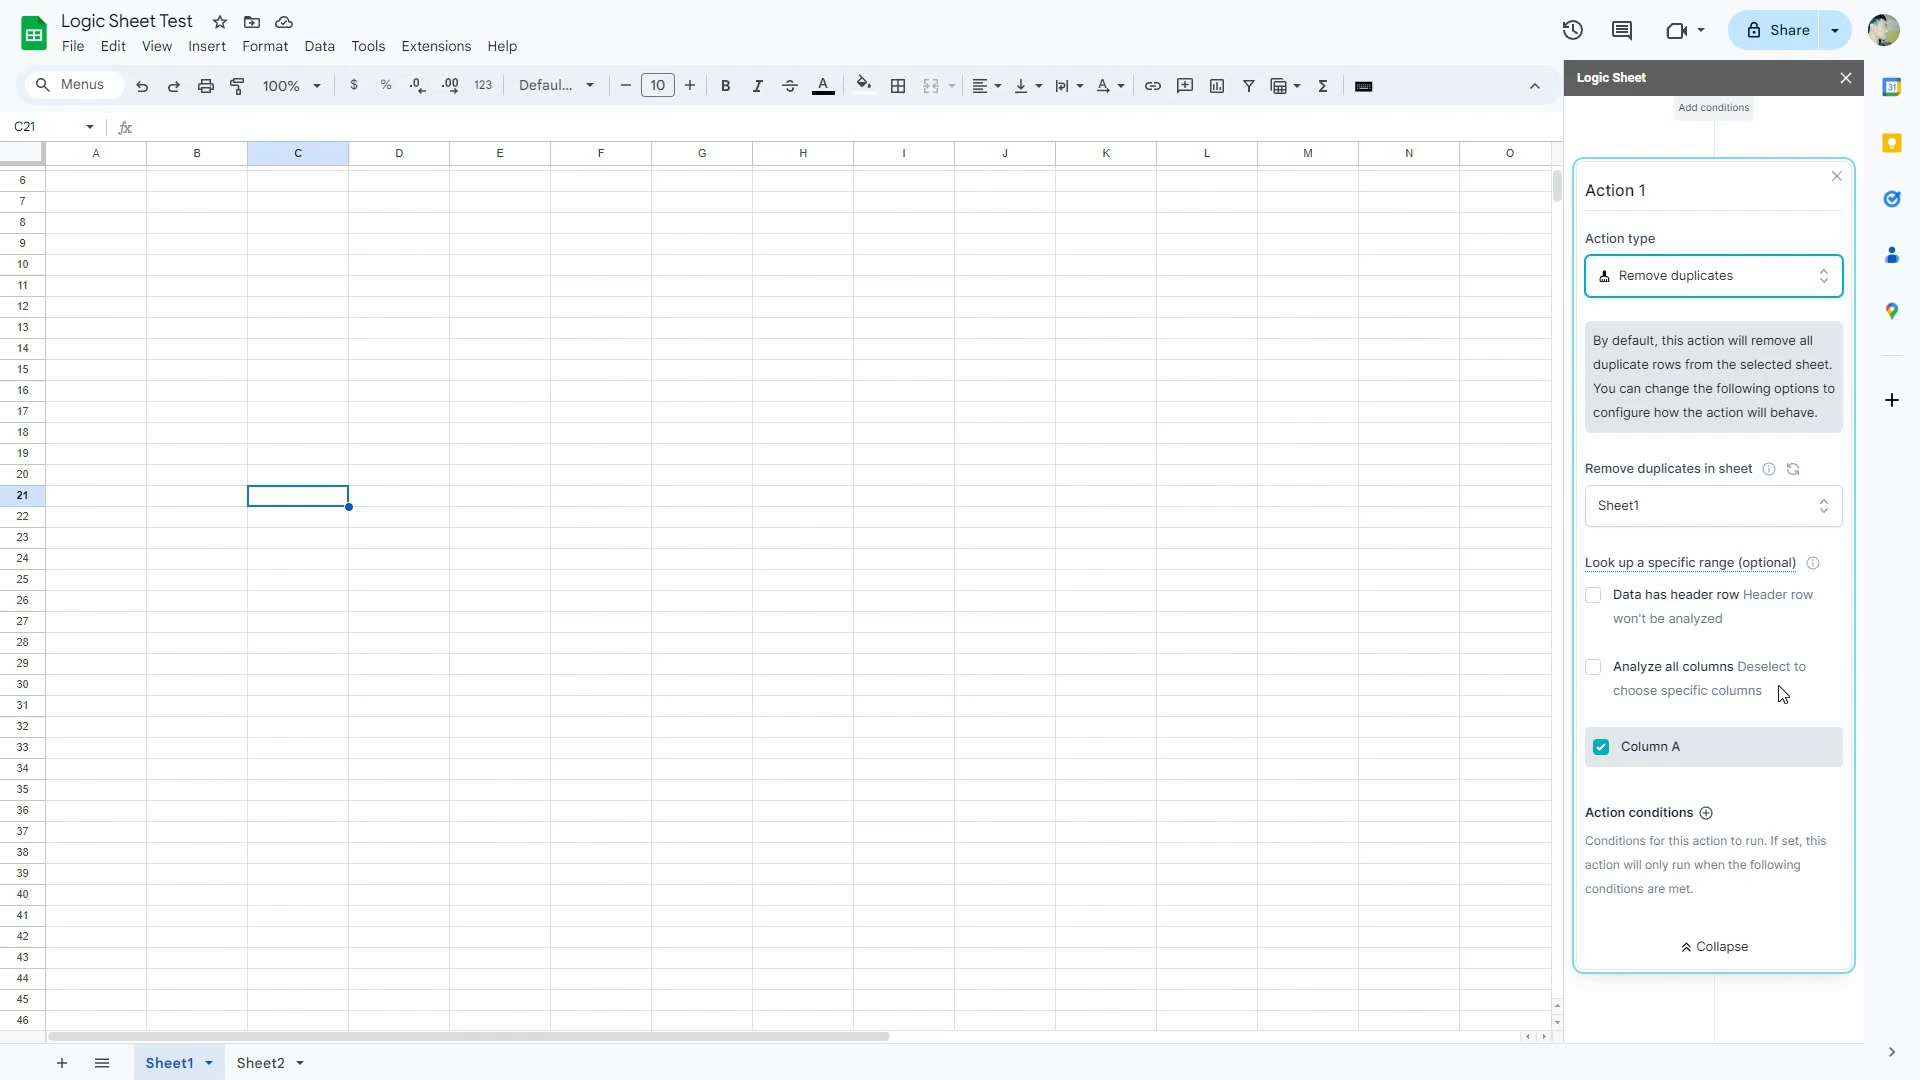 Logic Sheet Test
File Edit View Insert Format Data Tools Extensions Help
Share
Menus 100% $ % .0 .00 123 Defaul... 10 B I A
Logic Sheet
Add conditions
C21 fx
A B C D E F G H I J K L M N O
6
7
8
9
10
11
12
13
14
15
16
17
18
19
20
21
22
23
24
25
26
27
28
29
30
31
32
33
34
35
36
37
38
39
40
41
42
43
44
45
46
Action 1
Action type
Remove duplicates
By default, this action will remove all
duplicate rows from the selected sheet.
You can change the following options to
configure how the action will behave.
Remove duplicates in sheet
Sheet1
Look up a specific range (optional)
Data has header row Header row
won't be analyzed
Analyze all columns Deselect to
choose specific columns
Column A
Action conditions
Conditions for this action to run. If set, this
action will only run when the following
conditions are met.
Collapse
Sheet1 Sheet2
31